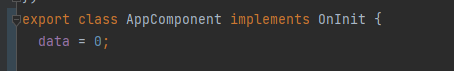 export class AppComponent implements OnInit {
data = 0;